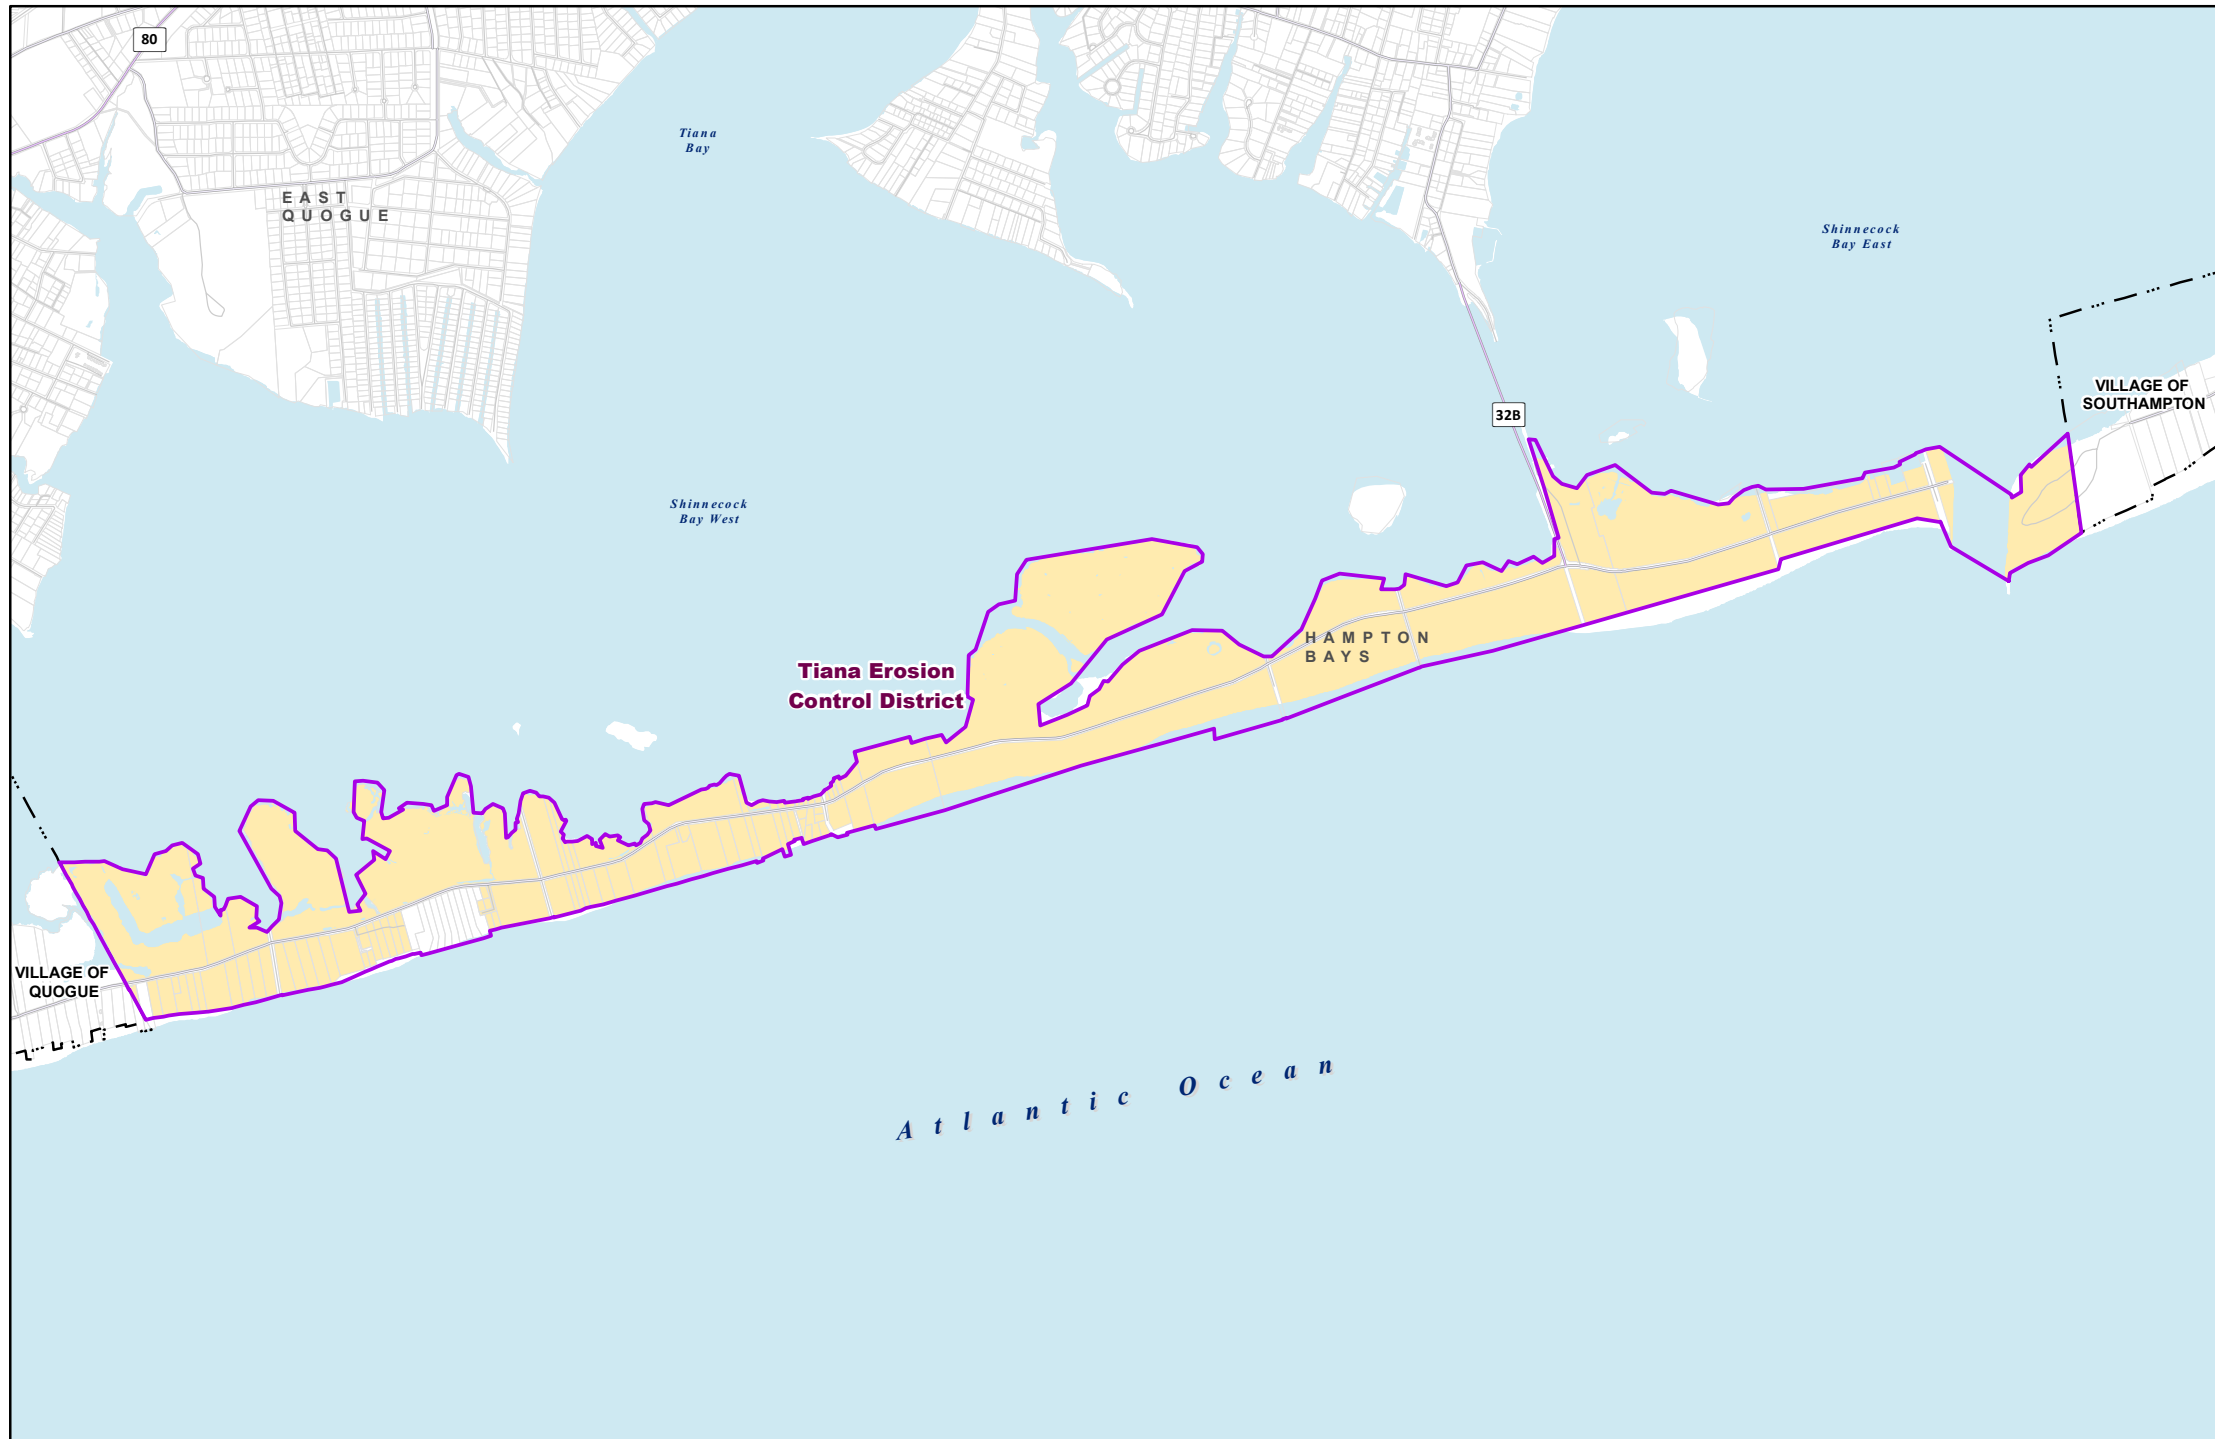 80
Tiana
Bay
EAST
QUOGUE
Shinnecock
Bay East
VILLAGE OF
SOUTHAMPTON
32B
Shinnecock
Bay West
HAMPTON
BAYS
Tiana Erosion
Control District
VILLAGE OF
QUOGUE
Atlantic Ocean